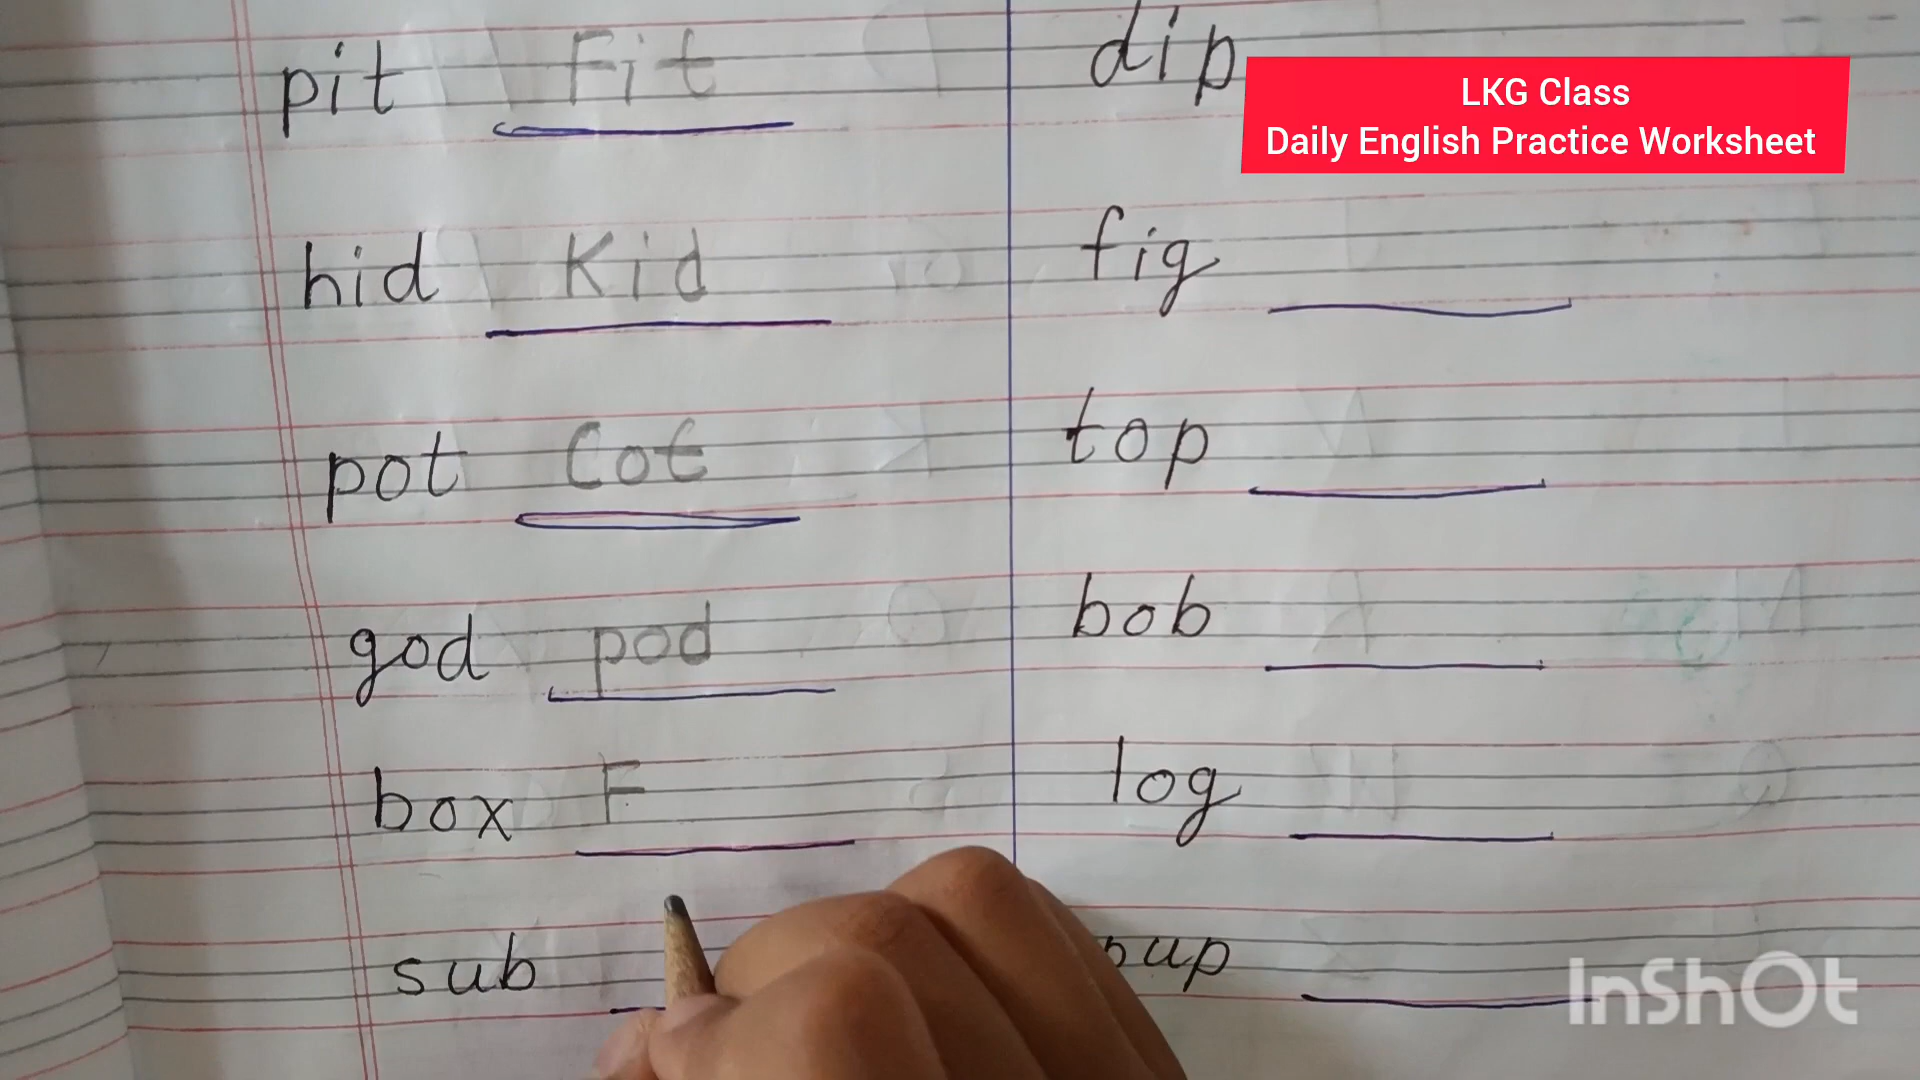 pit Fit dip
LKG Class
Daily English Practice Worksheet
hid Kid fig
pot Cot top
god pod bob
box F log
sub pup
InShOt